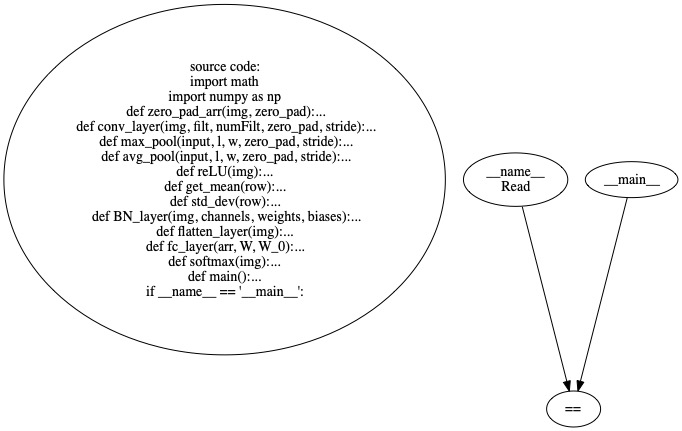 source code:
import math
import numpy as np
def zero_pad_arr(img, zero_pad):...
def conv_layer(img, filt, numFilt, zero_pad, stride):...
def max_pool(input, l, w, zero_pad, stride):...
def avg_pool(input, l, w, zero_pad, stride):...
def reLU(img):...
def get_mean(row):...
def std_dev(row):...
def BN_layer(img, channels, weights, biases):...
def flatten_layer(img):...
def fc_layer(arr, W, W_0):...
def softmax(img):...
def main():...
if __name__ == '__main__':
__name__
Read
__main__
==